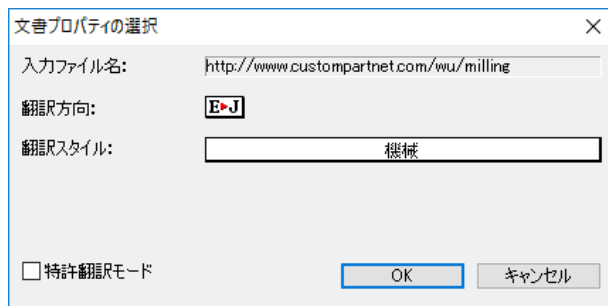 文書プロパティの選択
入力ファイル名: http://www.custompartnet.com/wu/milling
翻訳方向: E▸J
翻訳スタイル: 機械
特許翻訳モード OK キャンセル